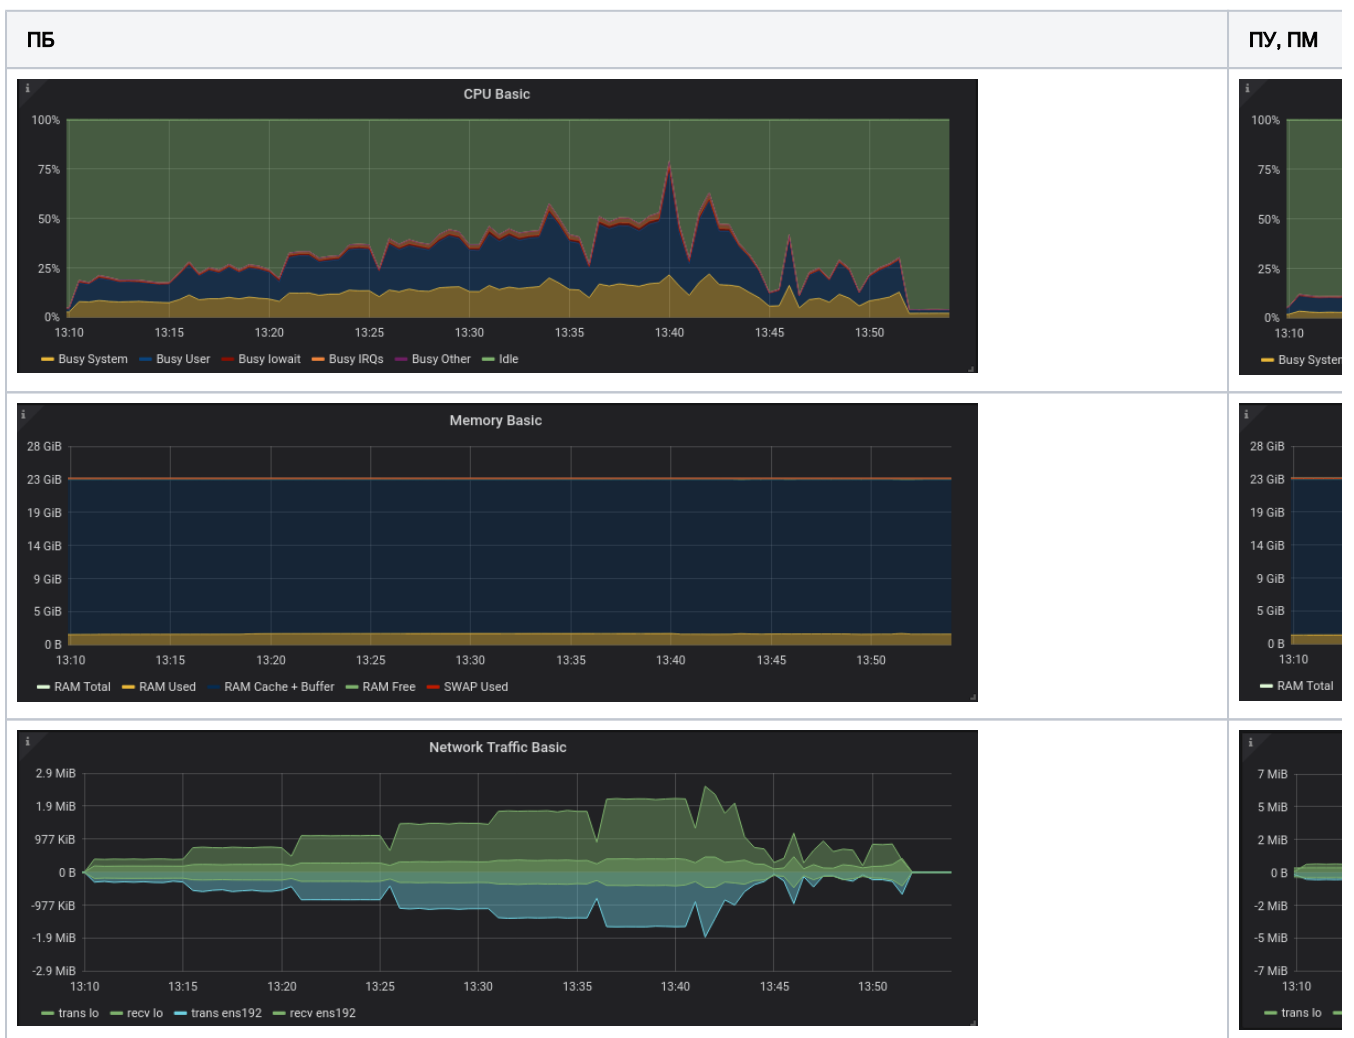 ПБ
ПУ, ПМ
i
CPU Basic
100%
75%
50%
25%
0%
13:10 13:15 13:20 13:25 13:30 13:35 13:40 13:45 13:50
Busy System Busy User Busy Iowait Busy IRQs Busy Other Idle
i
100%
75%
50%
25%
0%
13:10
Busy System
i
Memory Basic
28 GiB
23 GiB
19 GiB
14 GiB
9 GiB
5 GiB
0 B
13:10 13:15 13:20 13:25 13:30 13:35 13:40 13:45 13:50
RAM Total RAM Used RAM Cache + Buffer RAM Free SWAP Used
i
28 GiB
23 GiB
19 GiB
14 GiB
9 GiB
5 GiB
0 B
13:10
RAM Total
i
Network Traffic Basic
2.9 MiB
1.9 MiB
977 KiB
0 B
-977 KiB
-1.9 MiB
-2.9 MiB
13:10 13:15 13:20 13:25 13:30 13:35 13:40 13:45 13:50
trans lo recv lo trans ens192 recv ens192
i
7 MiB
5 MiB
2 MiB
0 B
-2 MiB
-5 MiB
-7 MiB
13:10
trans lo